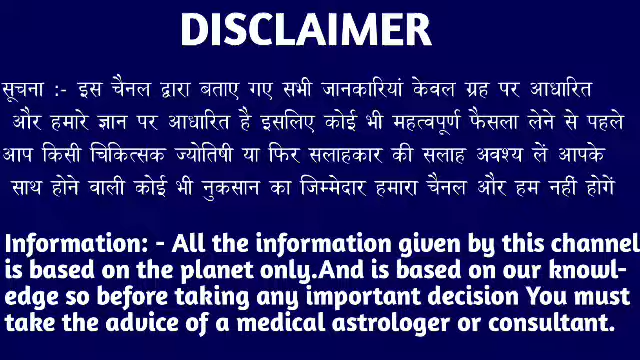 DISCLAIMER
सूचना :- इस चैनल द्वारा बताए गए सभी जानकारियां केवल ग्रह पर आधारित
और हमारे ज्ञान पर आधारित है इसलिए कोई भी महत्वपूर्ण फैसला लेने से पहले
आप किसी चिकित्सक ज्योतिषी या फिर सलाहकार की सलाह अवश्य लें आपके
साथ होने वाली कोई भी नुकसान का जिम्मेदार हमारा चैनल और हम नहीं होगें
Information: - All the information given by this channel
is based on the planet only.And is based on our knowl-
edge so before taking any important decision You must
take the advice of a medical astrologer or consultant.